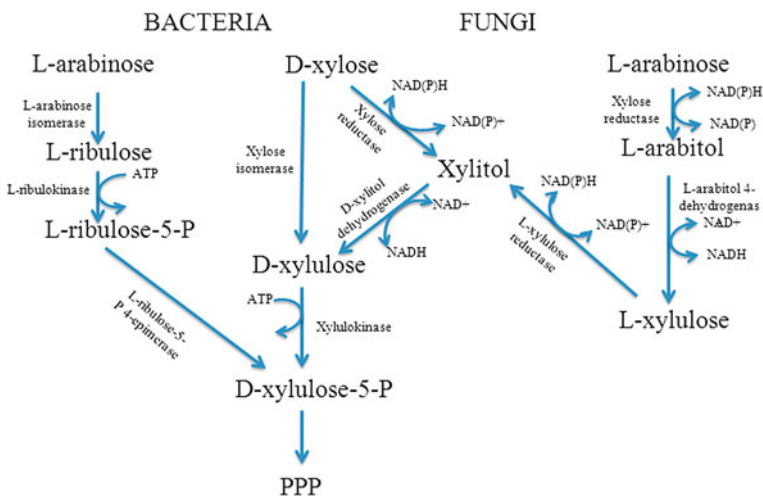 BACTERIA
FUNGI
L-arabinose
D-xylose
L-arabinose
NAD(P)H
NAD(P)H
L-arabinose
isomerase
Xylose
reductase
Xylose
reductase
NAD(P)+
NAD(P)
L-ribulose
Xylose
isomerase
Xylitol
L-arabitol
L-ribulokinase
ATP
D-xylitol
dehydrogenase
NAD+
NADH
NAD(P)H
NAD(P)+
L-xylulose
reductase
L-arabitol 4-
dehydrogenas
NAD+
NADH
L-ribulose-5-P
D-xylulose
L-ribulose-5-
P 4-epimerase
ATP
Xylulokinase
L-xylulose
D-xylulose-5-P
PPP